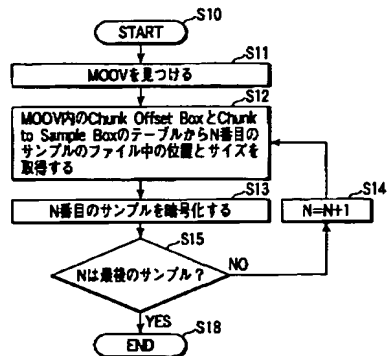 S10
START
S11
MOOVを見つける
S12
MOOV内のChunk Offset BoxとChunk
to Sample BoxのテーブルからN番目の
サンプルのファイル中の位置とサイズを
取得する
S13
N番目のサンプルを暗号化する
S14
N=N+1
S15
Nは最後のサンプル?
NO
YES
S18
END